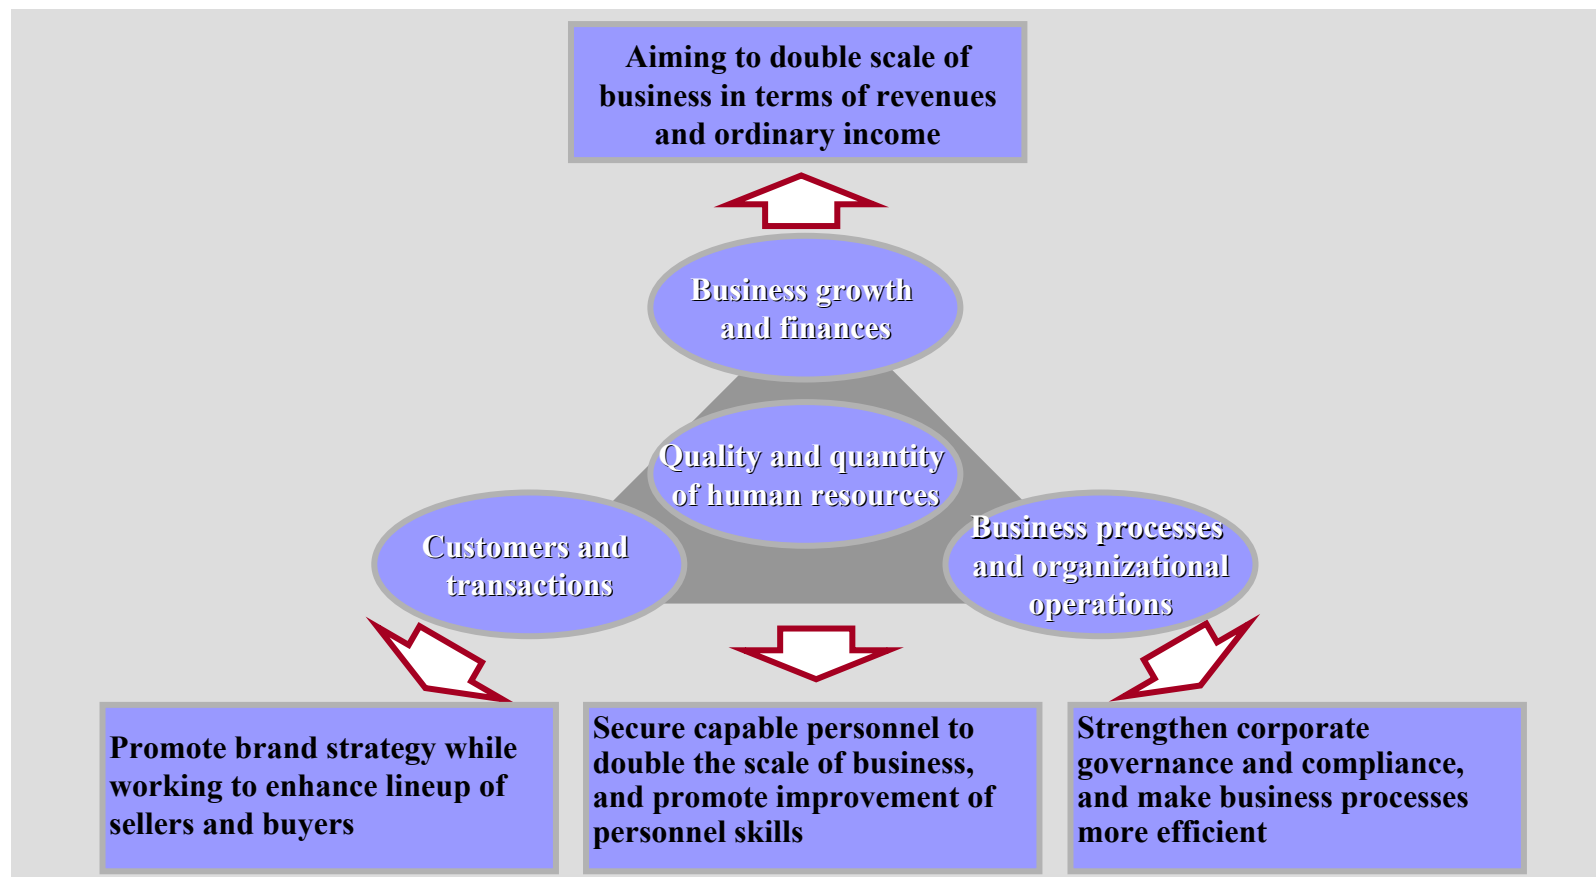 Aiming to double scale of
business in terms of revenues
and ordinary income
Business growth
and finances
Quality and quantity
of human resources
Customers and
transactions
Business processes
and organizational
operations
Promote brand strategy while
working to enhance lineup of
sellers and buyers
Secure capable personnel to
double the scale of business,
and promote improvement of
personnel skills
Strengthen corporate
governance and compliance,
and make business processes
more efficient